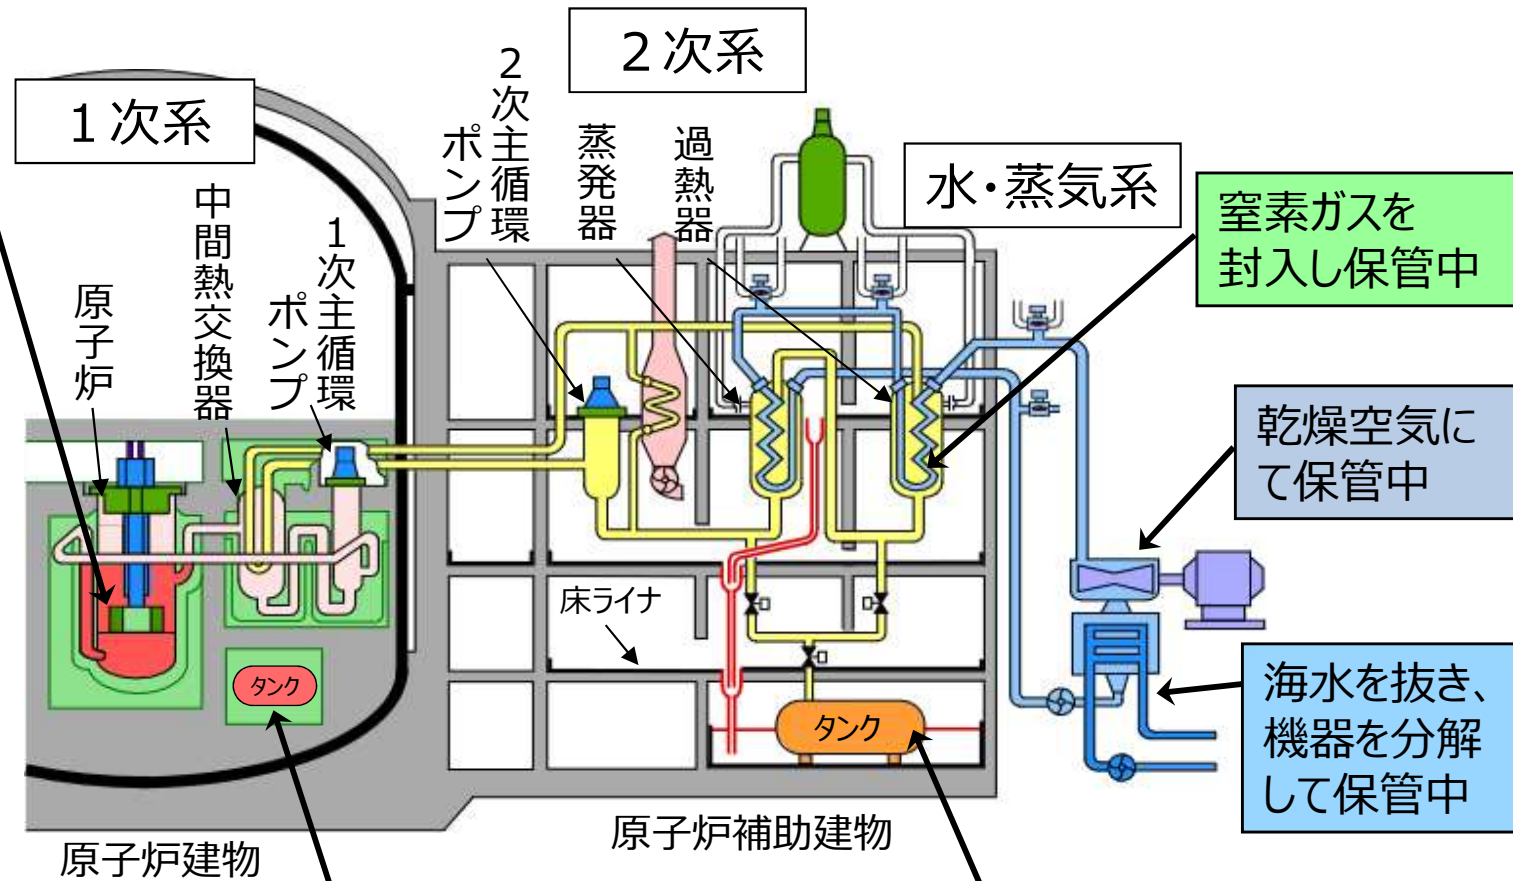 １次系
２次系
水・蒸気系
原子炉
中間熱交換器
１次主循環
ポンプ
２次主循環
ポンプ
蒸発器
過熱器
窒素ガスを
封入し保管中
乾燥空気に
て保管中
海水を抜き、
機器を分解
して保管中
床ライナ
タンク
タンク
原子炉建物
原子炉補助建物